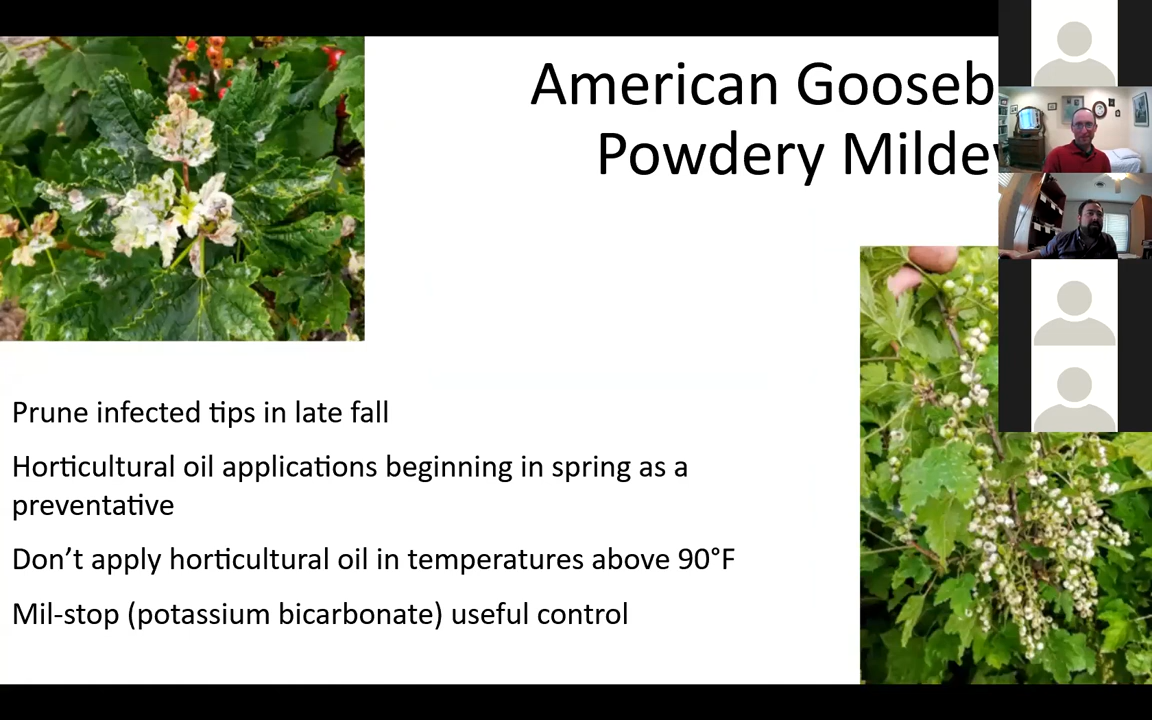 American Gooseb
Powdery Milde
Prune infected tips in late fall
Horticultural oil applications beginning in spring as a
preventative
Don’t apply horticultural oil in temperatures above 90°F
Mil-stop (potassium bicarbonate) useful control